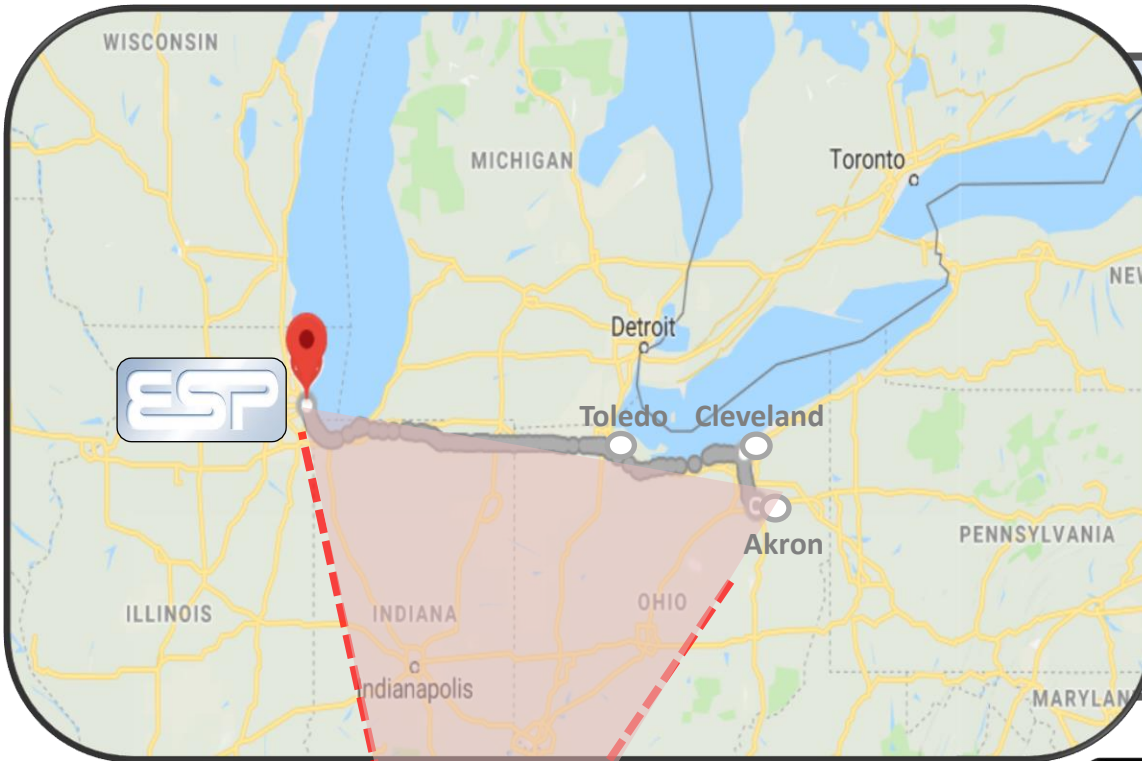 WISCONSIN
MICHIGAN
Toronto
NEW
Detroit
ESP
Toledo Cleveland
Akron
PENNSYLVANIA
ILLINOIS
INDIANA
OHIO
Indianapolis
MARYLAN